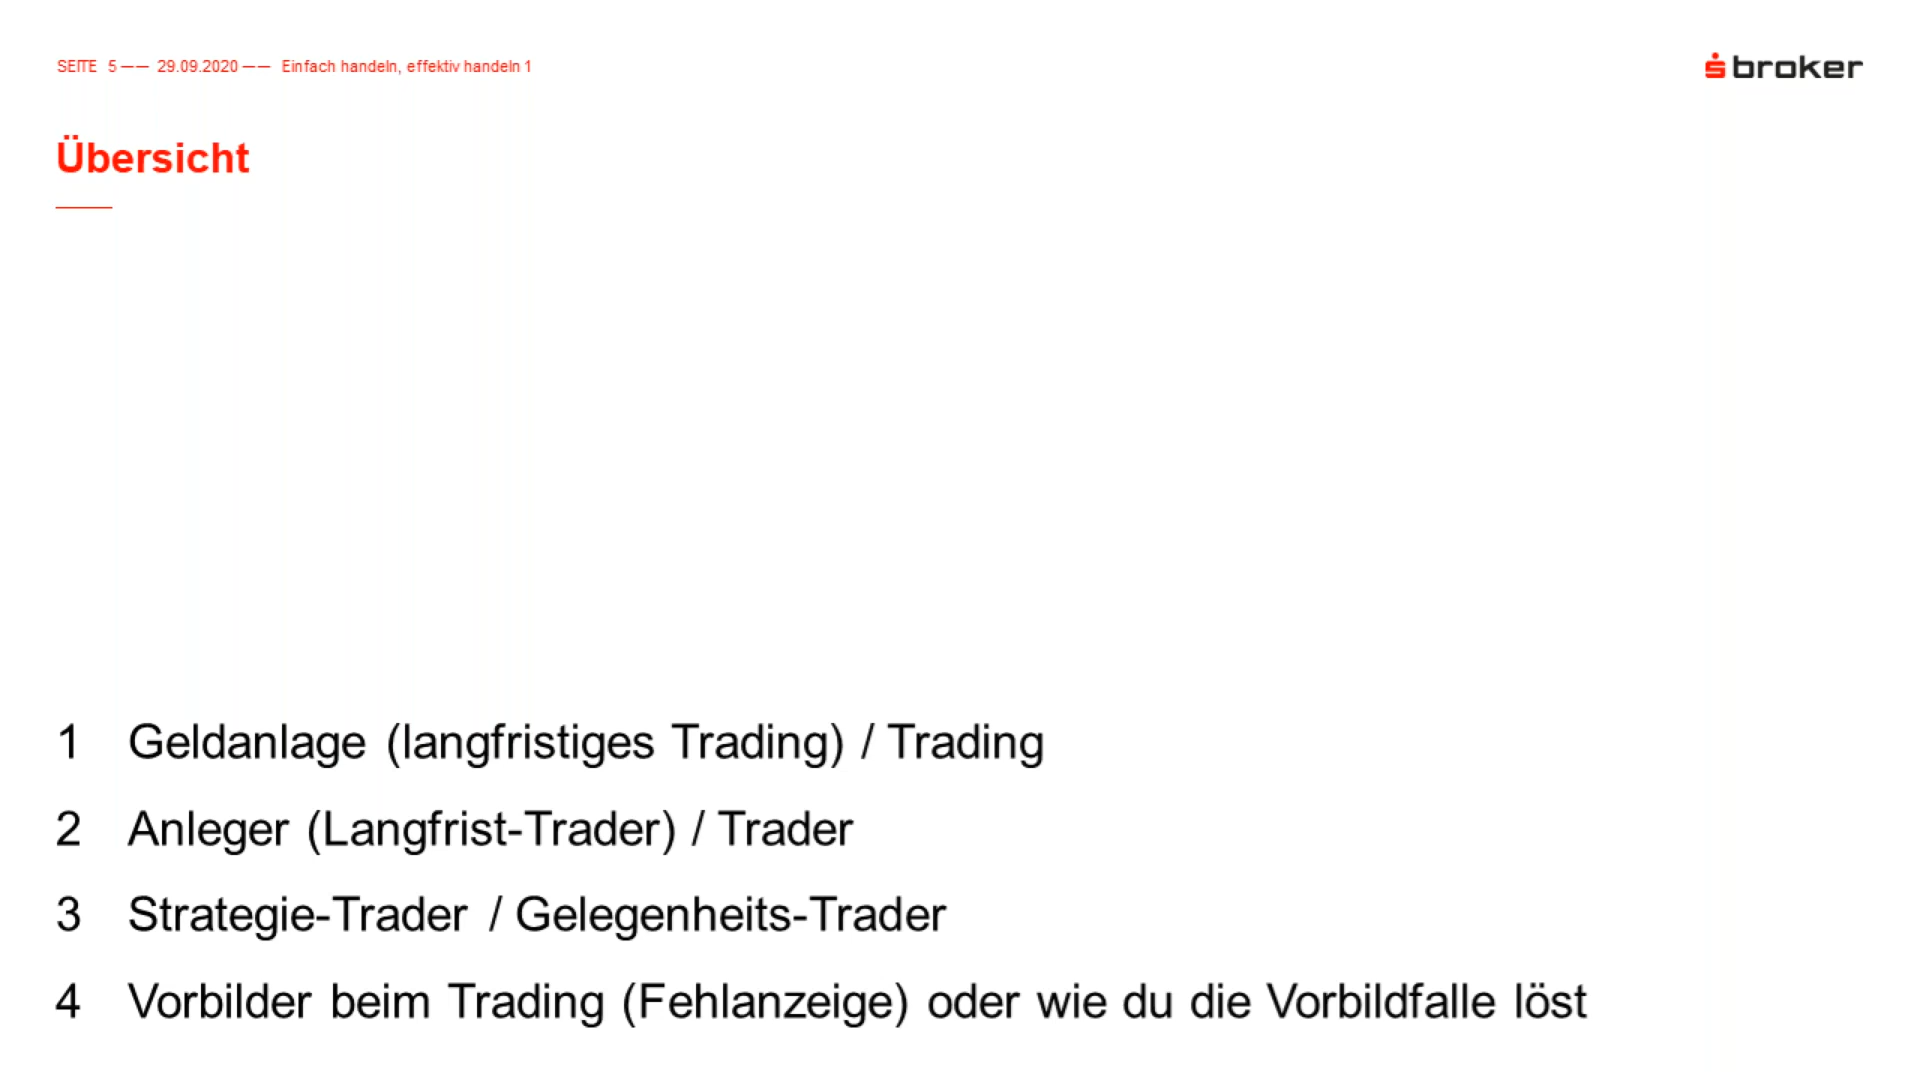 SEITE 5 —— 29.09.2020 —— Einfach handeln, effektiv handeln 1
broker
Übersicht
1 Geldanlage (langfristiges Trading) / Trading
2 Anleger (Langfrist-Trader) / Trader
3 Strategie-Trader / Gelegenheits-Trader
4 Vorbilder beim Trading (Fehlanzeige) oder wie du die Vorbildfalle löst